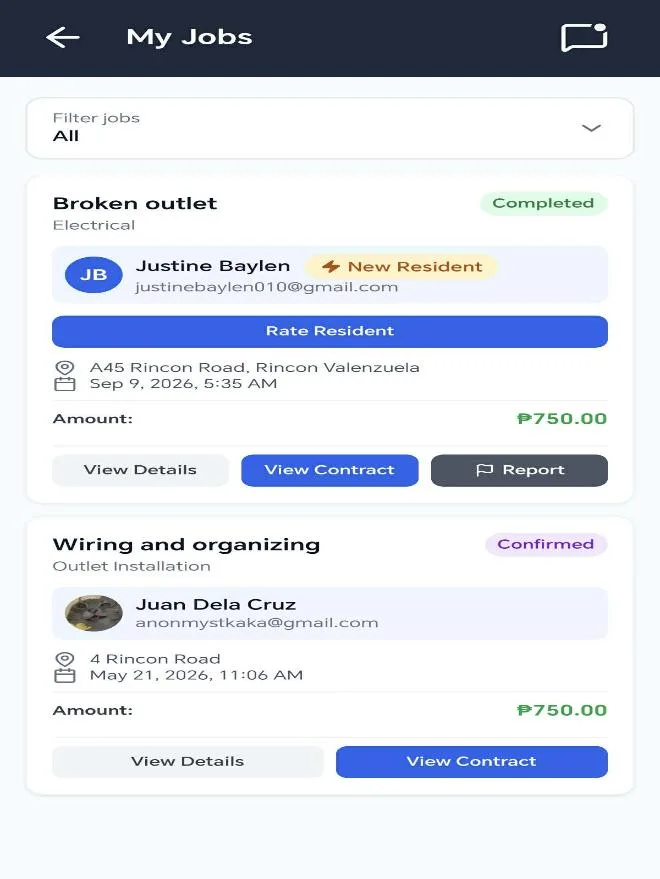 My Jobs
Filter jobs
All
Broken outlet
Completed
Electrical
JB
Justine Baylen
New Resident
justinebaylen010@gmail.com
Rate Resident
A45 Rincon Road, Rincon Valenzuela
Sep 9, 2026, 5:35 AM
Amount:
₱750.00
View Details
View Contract
Report
Wiring and organizing
Confirmed
Outlet Installation
Juan Dela Cruz
anonmystkaka@gmail.com
4 Rincon Road
May 21, 2026, 11:06 AM
Amount:
₱750.00
View Details
View Contract